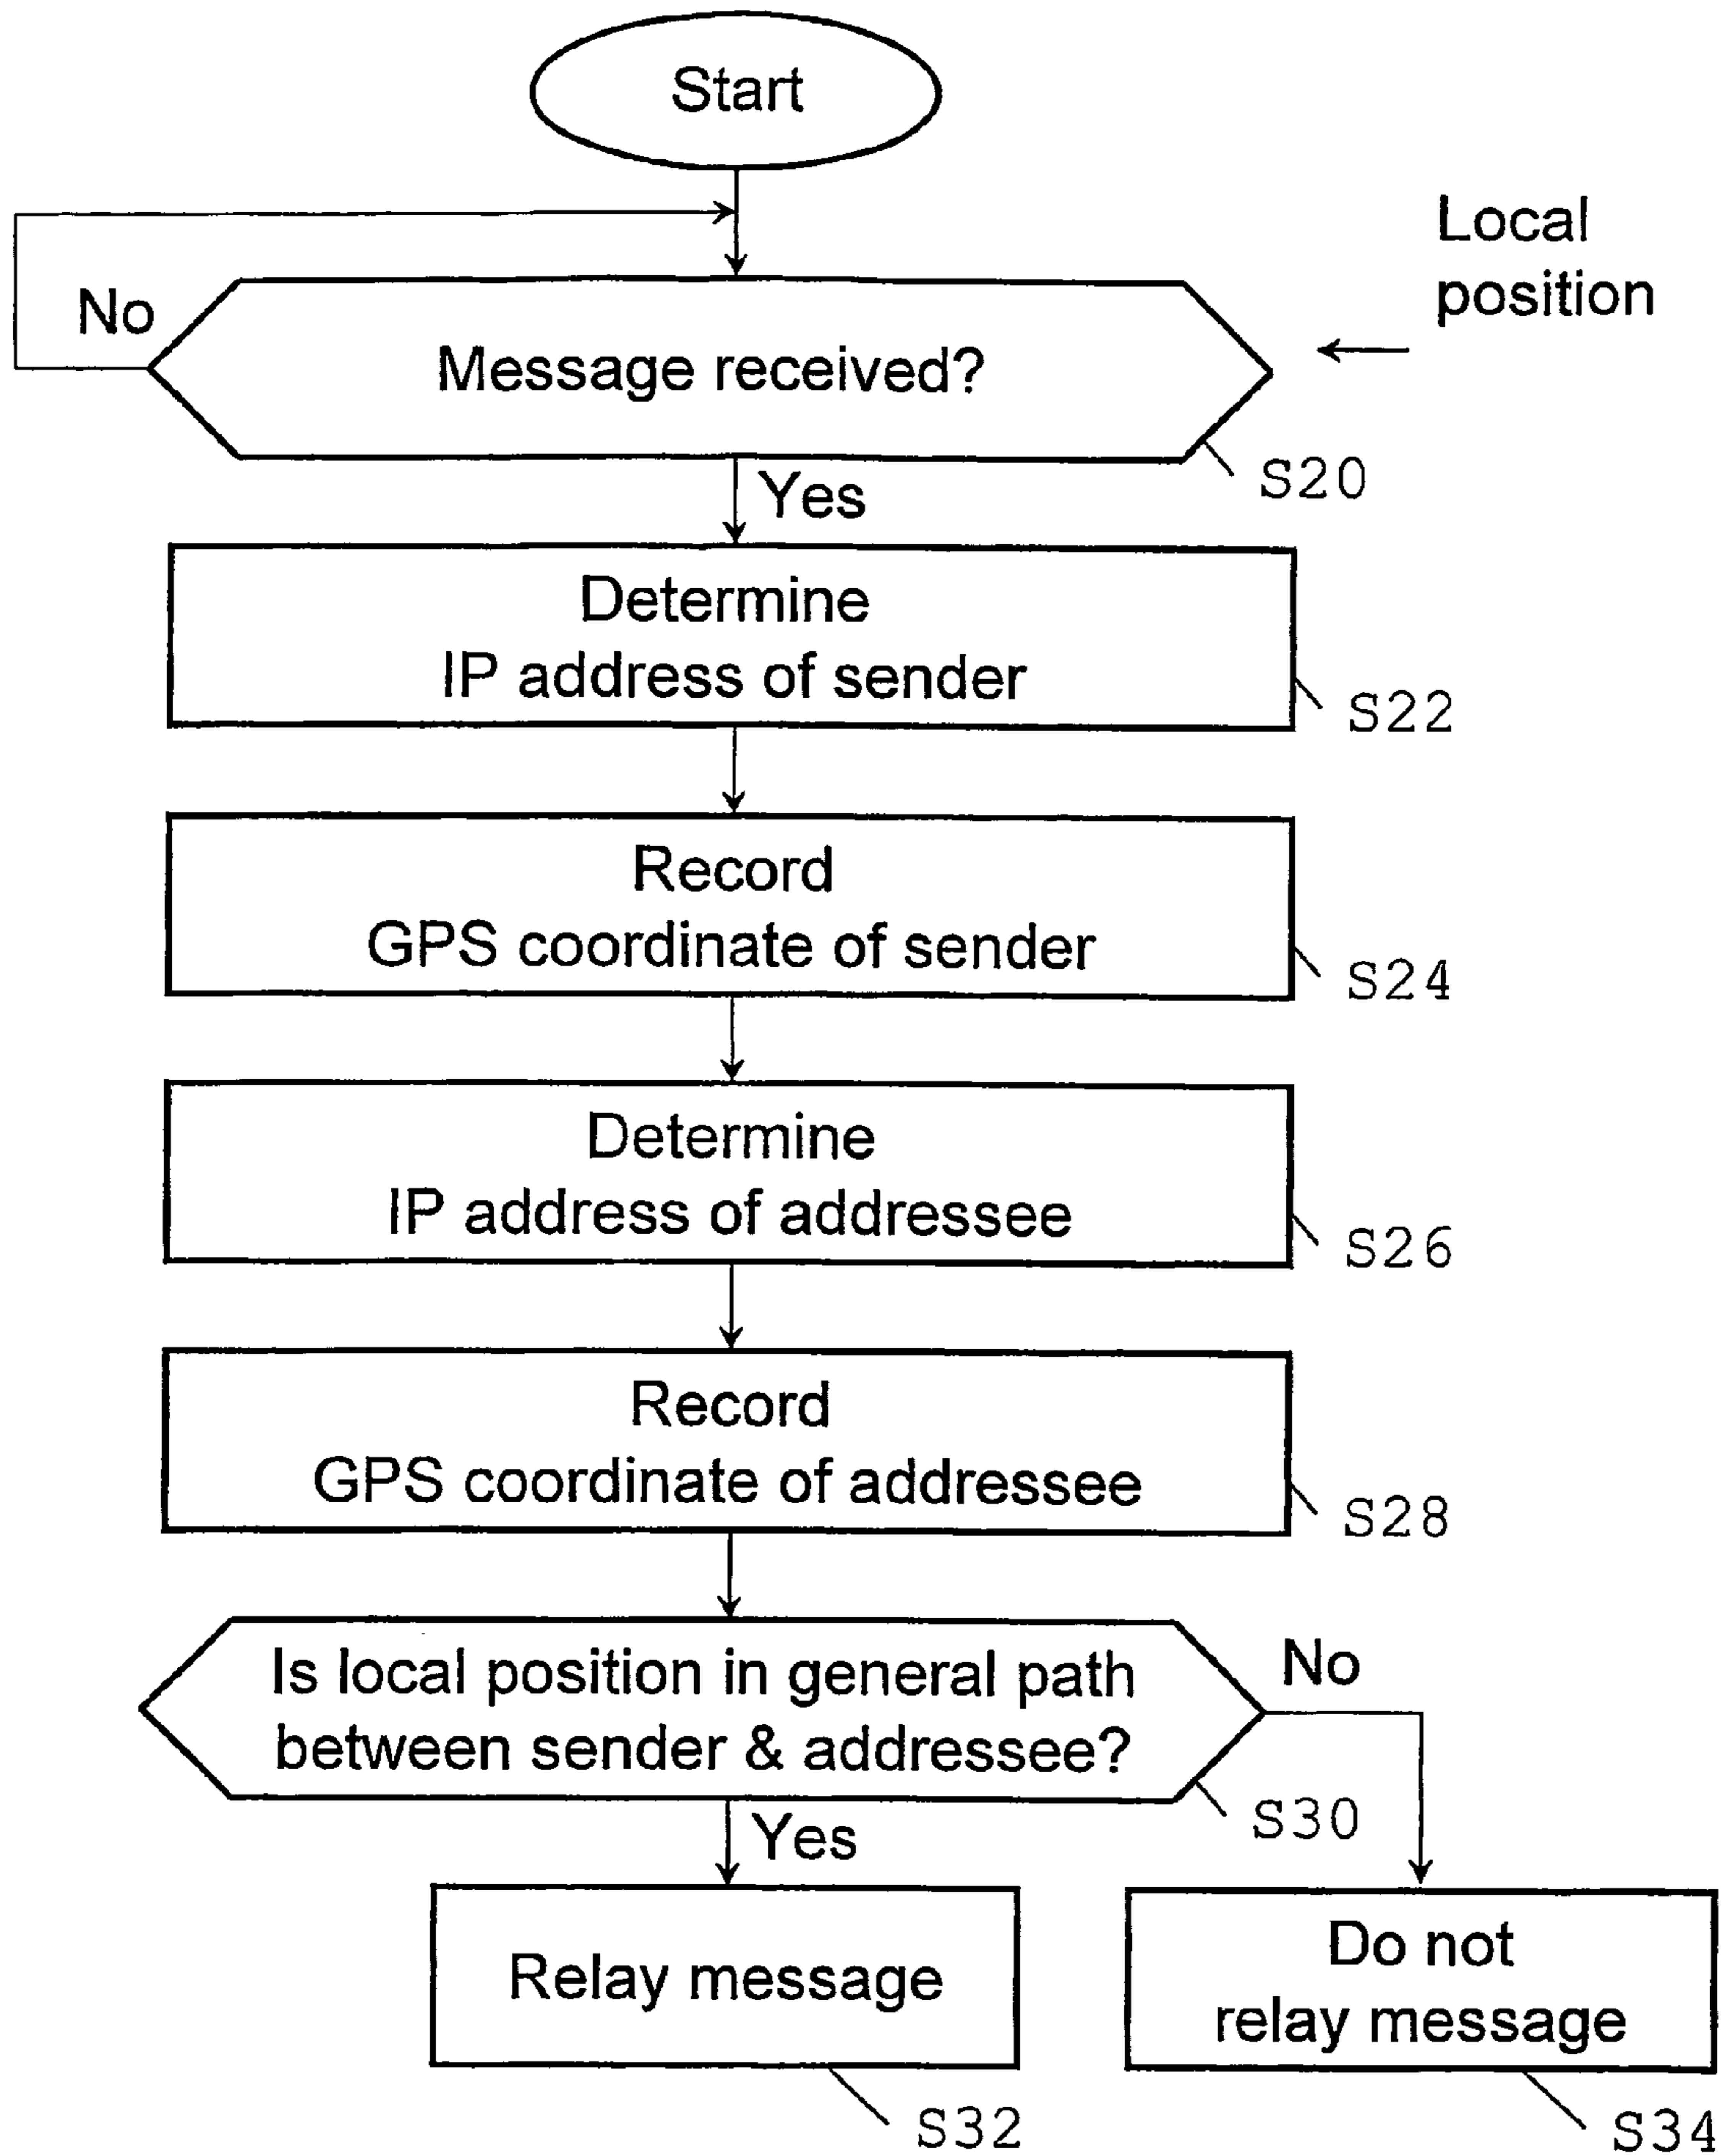 Start
Local
position
No
Message received?
S20
Yes
Determine
IP address of sender
S22
Record
GPS coordinate of sender
S24
Determine
IP address of addressee
S26
Record
GPS coordinate of addressee
S28
Is local position in general path
between sender & addressee?
No
S30
Yes
Relay message
S32
Do not
relay message
S34